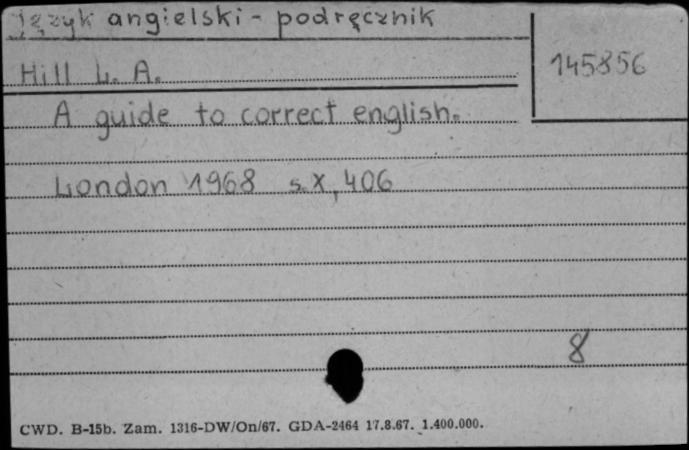 język angielski - podręcznik
145856
Hill L. A.
A guide to correct english.
London 1968 s. X, 406
8
CWD. B-15b. Zam. 1316-DW/On/67. GDA-2464 17.8.67. 1.400.000.